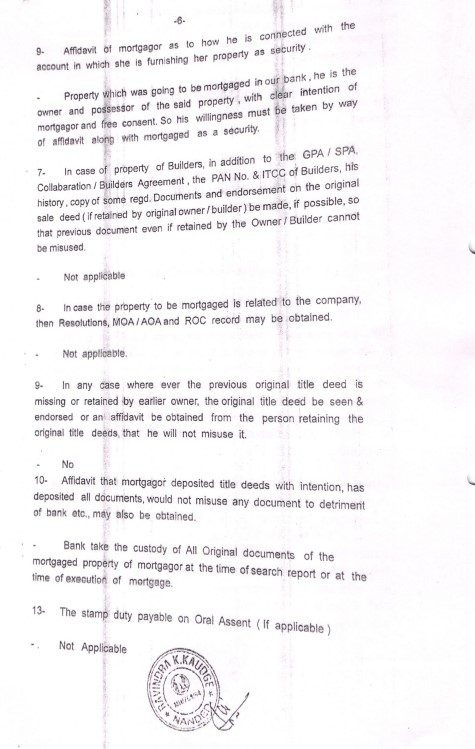 -6-
9- Affidavit of mortgagor as to how he is connected with the
account in which she is furnishing her property as security .
- Property which was going to be mortgaged in our bank , he is the
owner and possessor of the said property , with clear intention of
mortgagor and free consent. So his willingness must be taken by way
of affidavit along with mortgaged as a security.
7- In case of property of Builders, in addition to the GPA / SPA,
Collabaration / Builders Agreement , the PAN No. & ITCC of Builders, his
history , copy of some regd. Documents and endorsement on the original
sale deed ( if retained by original owner / builder ) be made, if possible, so
that previous document even if retained by the Owner / Builder cannot
be misused.
- Not applicable
8- In case the property to be mortgaged is related to the company,
then Resolutions, MOA / AOA and ROC record may be obtained.
- Not applicable.
9- In any case where ever the previous original title deed is
missing or retained by earlier owner, the original title deed be seen &
endorsed or an affidavit be obtained from the person retaining the
original title deeds, that he will not misuse it.
- No
10- Affidavit that mortgagor deposited title deeds with intention, has
deposited all documents, would not misuse any document to detriment
of bank etc., may also be obtained.
- Bank take the custody of All Original documents of the
mortgaged property of mortgagor at the time of search report or at the
time of execution of mortgage.
13- The stamp duty payable on Oral Assent ( If applicable )
- . Not Applicable
RAVINDRA K.KAUDGE
NANDED